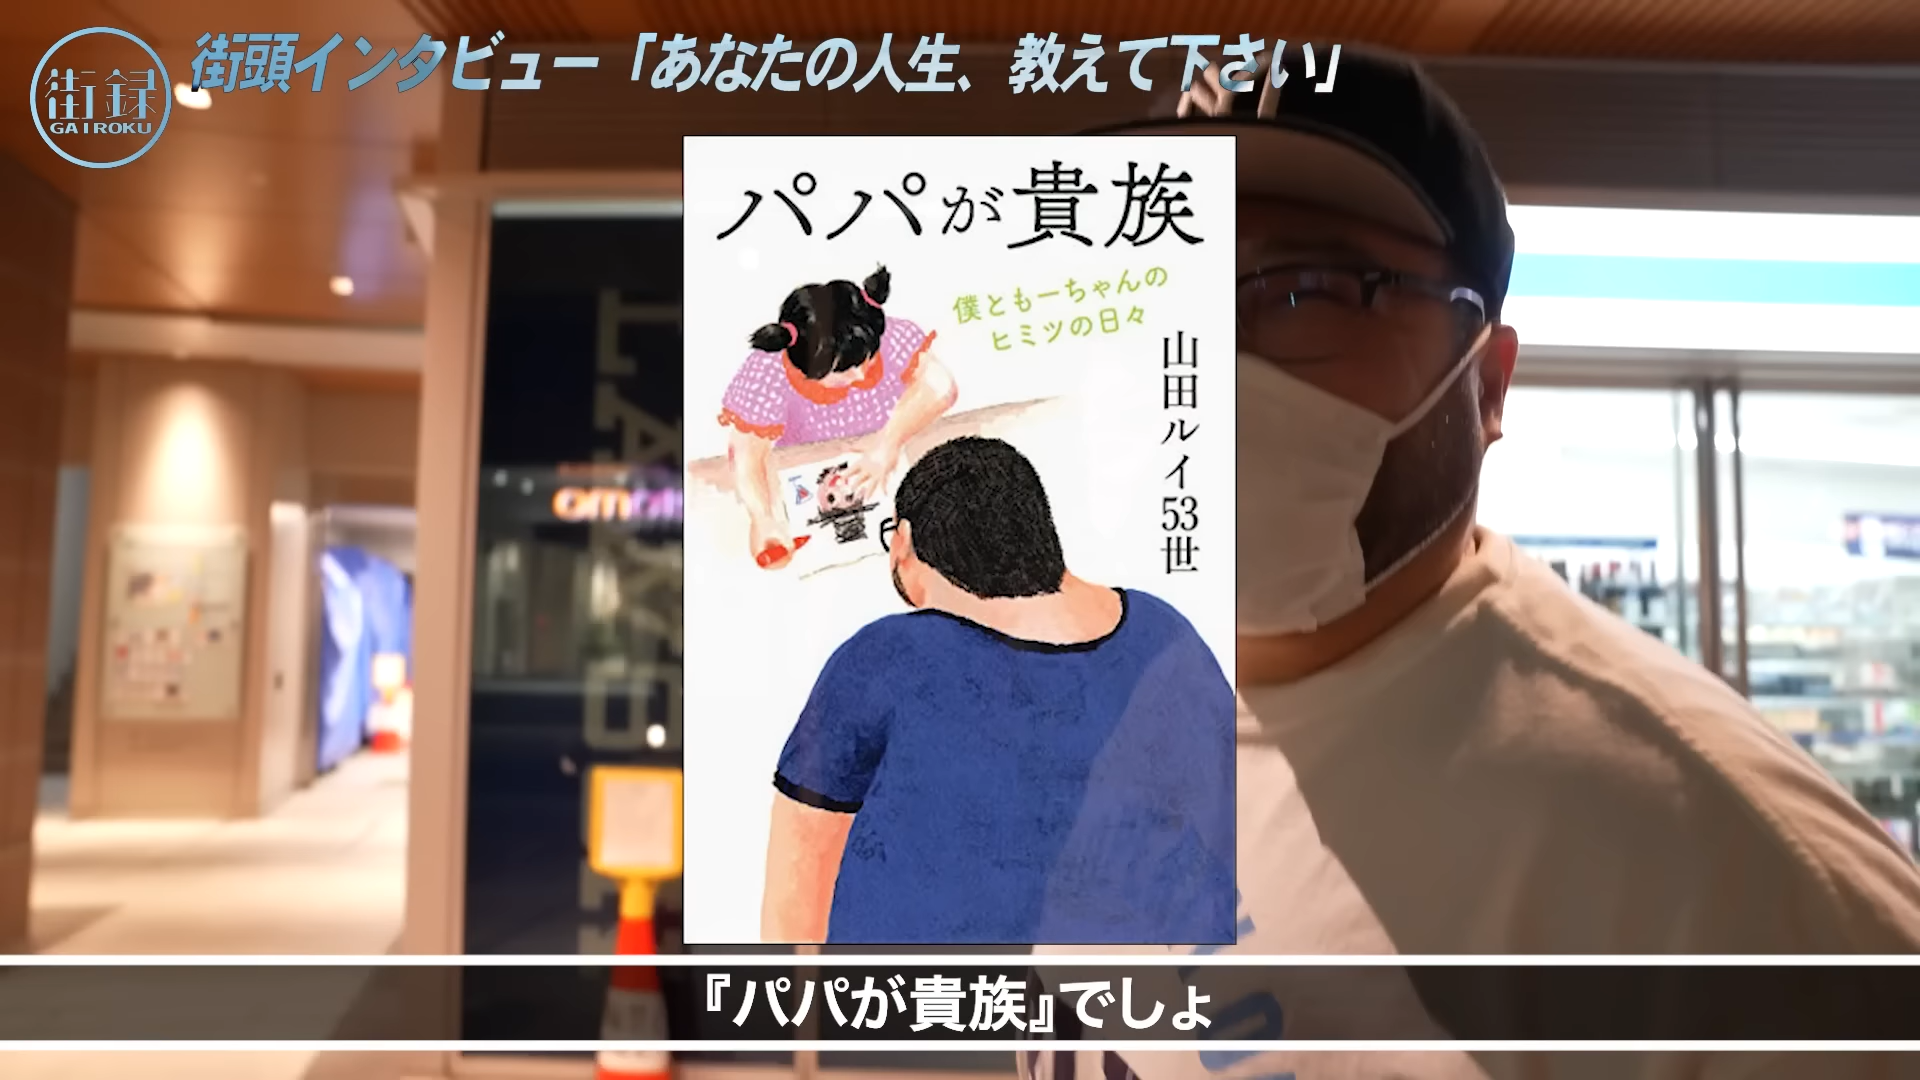 街録
GAIROKU
街頭インタビュー「あなたの人生、教えて下さい」
パパが貴族
僕ともーちゃんの
ヒミツの日々
山田ルイ53世
『パパが貴族』でしょ